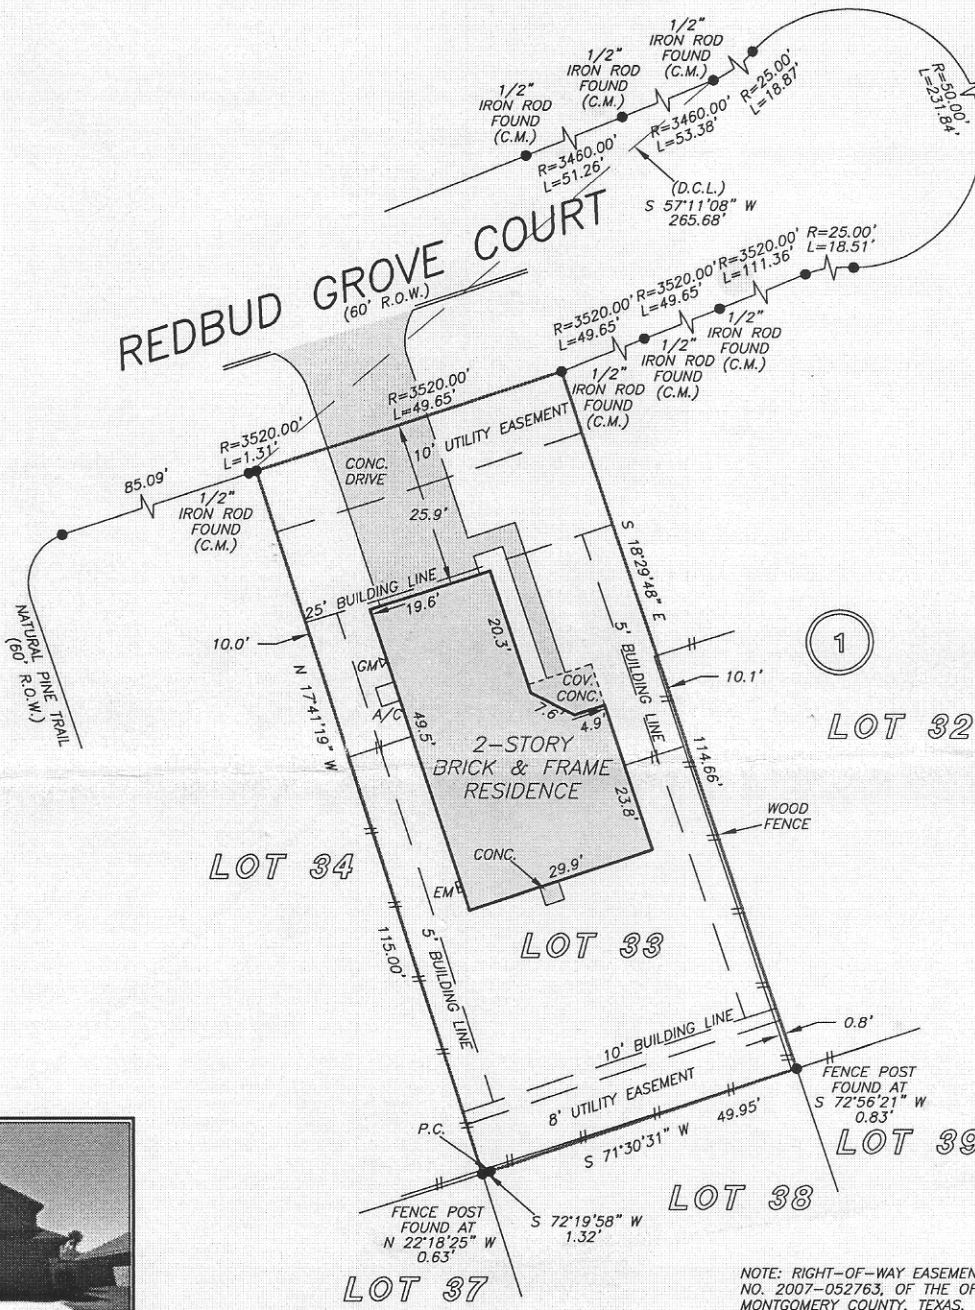 1/2"
IRON ROD
FOUND
(C.M.)
1/2"
IRON ROD
FOUND
(C.M.)
1/2"
IRON ROD
FOUND
(C.M.)
R=25.00'
L=18.87'
R=50.00'
L=231.84'
R=3460.00'
L=53.38'
R=3460.00'
L=51.26'
(D.C.L.)
S 57°11'08" W
265.68'
REDBUD GROVE COURT
(60' R.O.W.)
R=25.00'
L=18.51'
R=3520.00'
L=111.36'
R=3520.00'
L=49.65'
R=3520.00'
L=49.65'
1/2"
IRON ROD
FOUND
(C.M.)
1/2"
IRON ROD
FOUND
(C.M.)
1/2"
IRON ROD
FOUND
(C.M.)
R=3520.00'
L=49.65'
R=3520.00'
L=1.31'
85.09'
1/2"
IRON ROD
FOUND
(C.M.)
10' UTILITY EASEMENT
CONC.
DRIVE
25.9'
NATURAL PINE TRAIL
(60' R.O.W.)
25' BUILDING LINE
19.6'
20.3'
S 18°29'48" E
10.0'
5' BUILDING LINE
1
N 17°41'19" W
GM
A/C
COV.
CONC.
10.1'
7.6'
4.9'
LOT 32
49.5'
2-STORY
BRICK & FRAME
RESIDENCE
114.66'
23.8'
WOOD
FENCE
LOT 34
CONC.
29.9'
EM
LOT 33
115.00'
5' BUILDING LINE
10' BUILDING LINE
0.8'
8' UTILITY EASEMENT
FENCE POST
FOUND AT
S 72°56'21" W
0.83'
P.C.
S 71°30'31" W
49.95'
LOT 39
LOT 38
FENCE POST
FOUND AT
N 22°18'25" W
0.63'
S 72°19'58" W
1.32'
LOT 37
NOTE: RIGHT-OF-WAY EASEMEN
NO. 2007-052763, OF THE OF
MONTGOMERY COUNTY, TEXAS